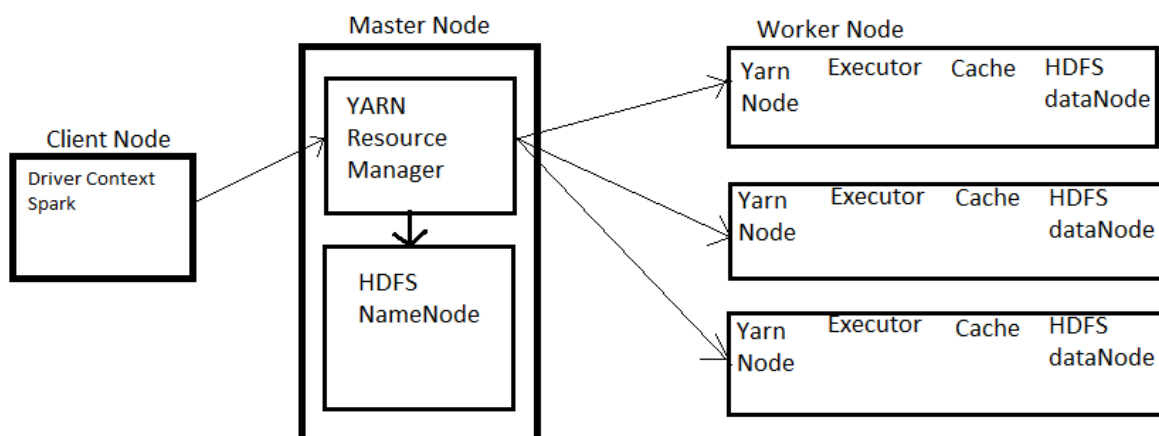 Client Node
Driver Context
Spark
Master Node
YARN
Resource
Manager
HDFS
NameNode
Worker Node
Yarn Executor Cache HDFS
Node dataNode
Yarn Executor Cache HDFS
Node dataNode
Yarn Executor Cache HDFS
Node dataNode